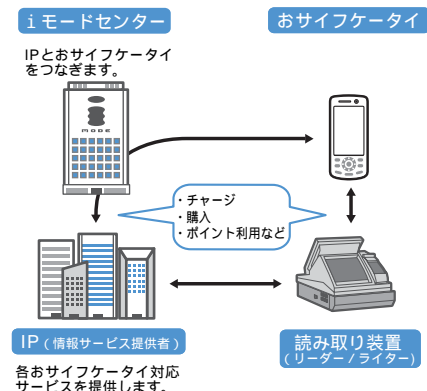 iモードセンター
おサイフケータイ
IPとおサイフケータイ
をつなぎます。
MODE
・チャージ
・購入
・ポイント利用など
IP(情報サービス提供者)
読み取り装置
(リーダー/ライター)
各おサイフケータイ対応
サービスを提供します。